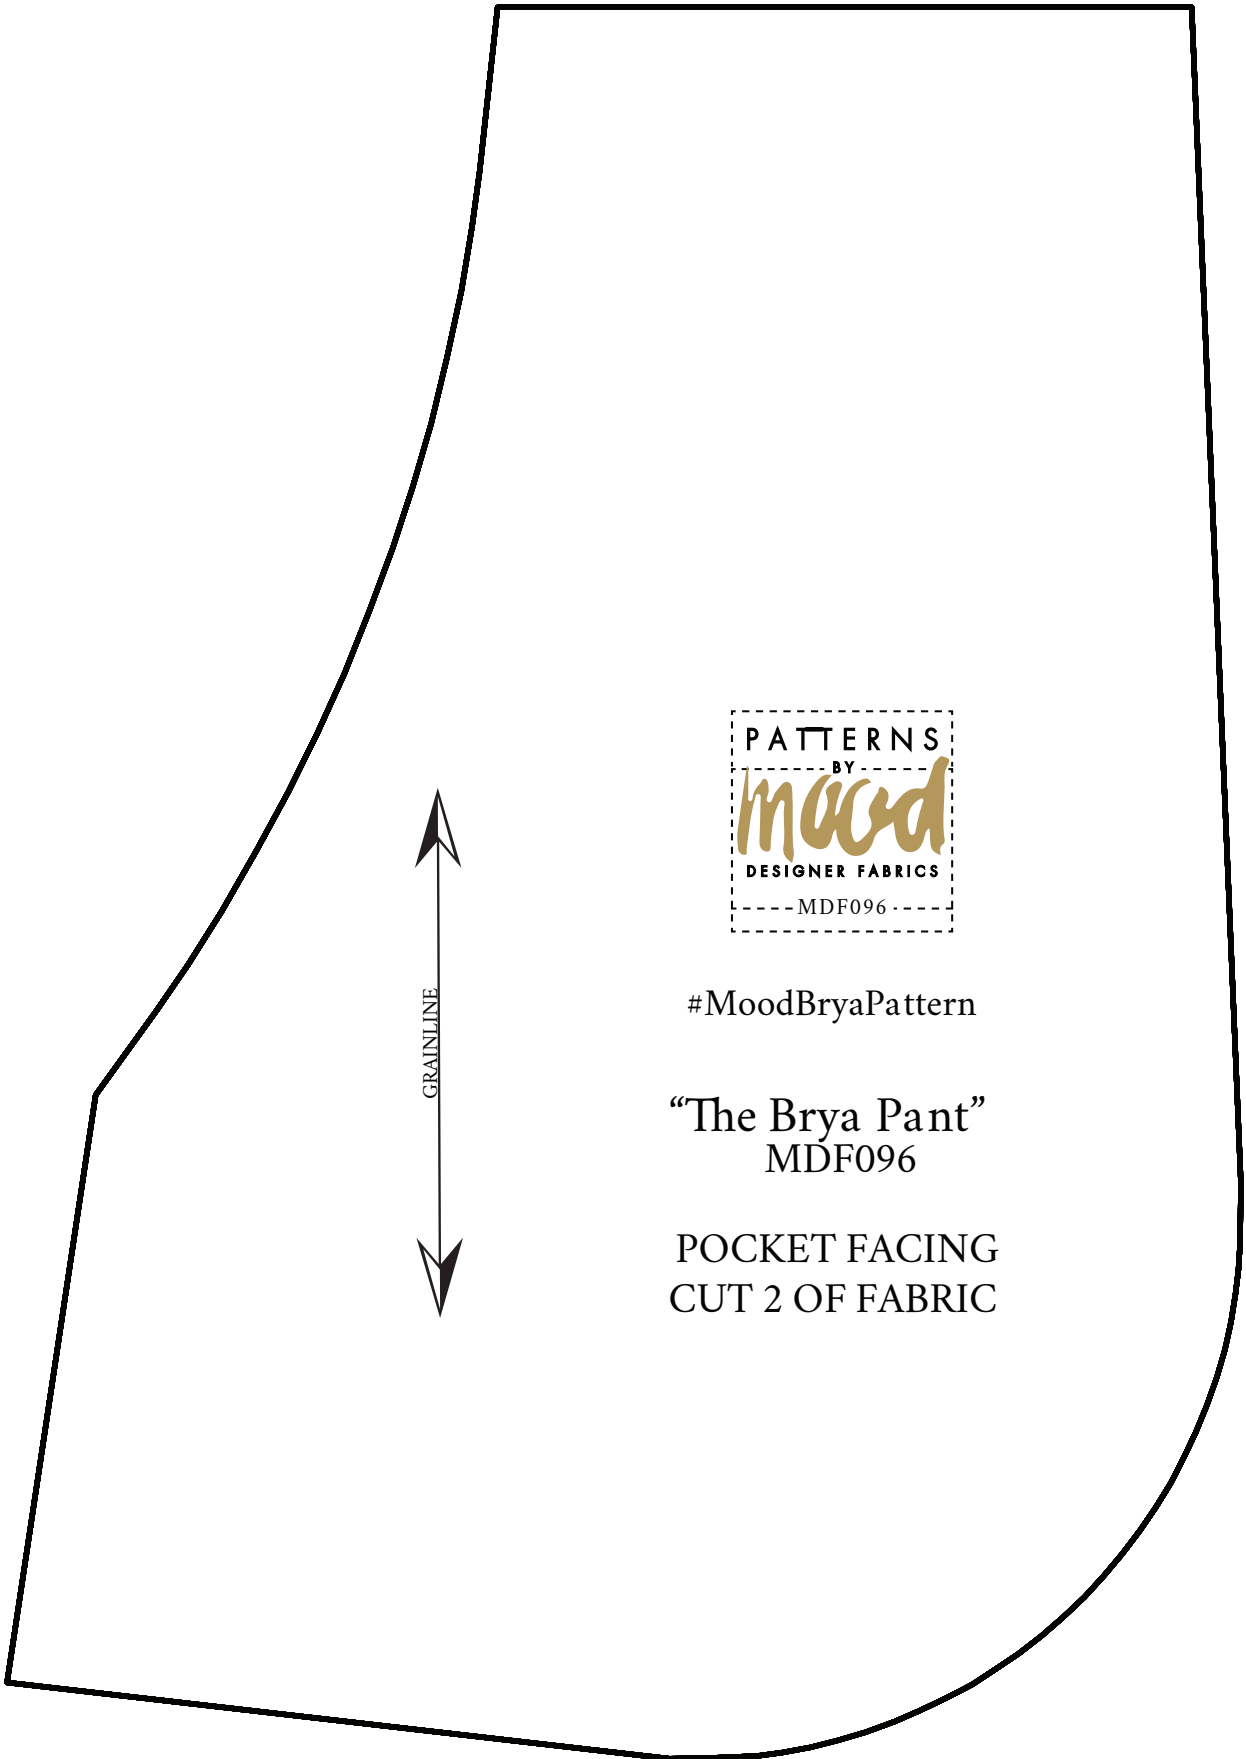 PATTERNS
BY
mood
DESIGNER FABRICS
MDF096
#MoodBryaPattern
GRAINLINE
“The Brya Pant”
MDF096
POCKET FACING
CUT 2 OF FABRIC